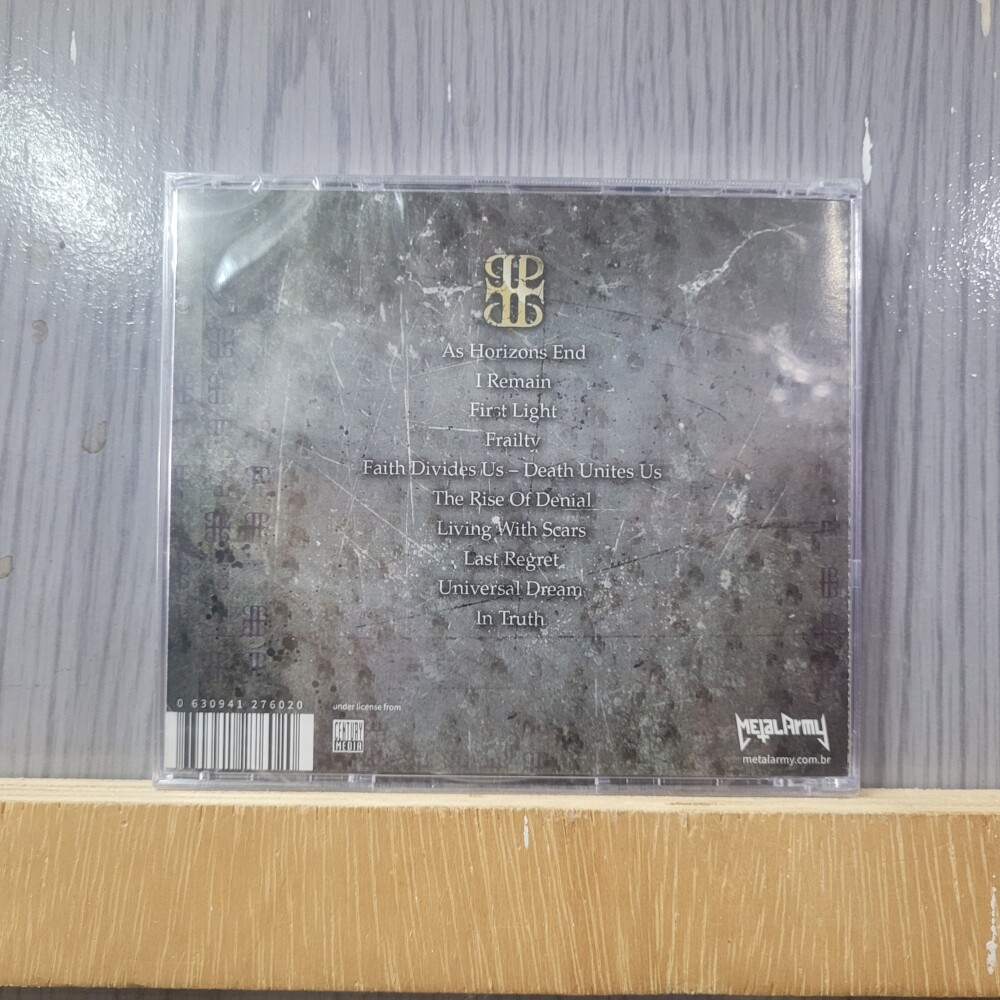 As Horizons End
I Remain
First Light
Frailty
Faith Divides Us – Death Unites Us
The Rise Of Denial
Living With Scars
Last Regret
Universal Dream
In Truth
0 630941 276020
under license from
CENTURY
MEDIA
METALARMY
metalarmy.com.br